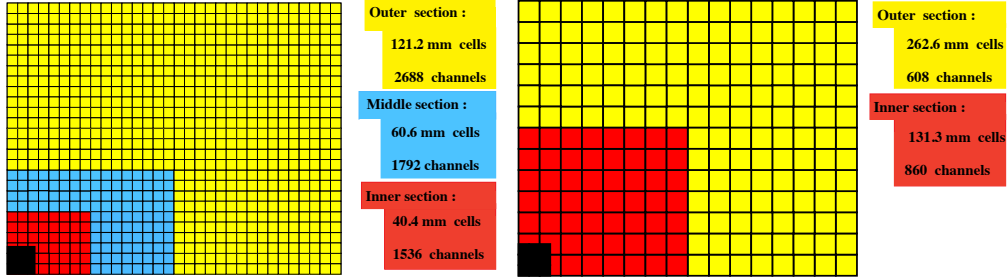 Outer section :
121.2 mm cells
2688 channels
Middle section :
60.6 mm cells
1792 channels
Inner section :
40.4 mm cells
1536 channels
Outer section :
262.6 mm cells
608 channels
Inner section :
131.3 mm cells
860 channels